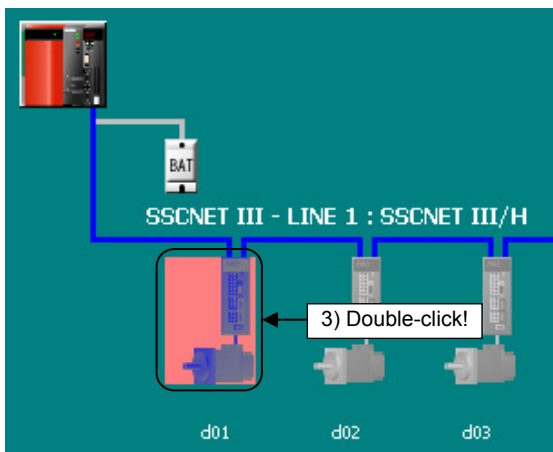 BAT
SSCNET III - LINE 1 : SSCNET III/H
3) Double-click!
d01
d02
d03